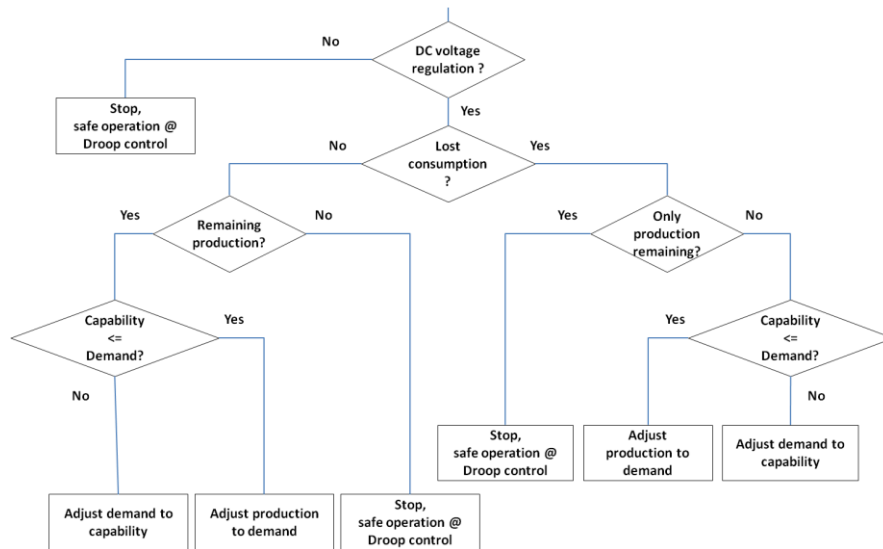 No
DC voltage
regulation ?
Yes
Stop,
safe operation @
Droop control
No
Lost
consumption
?
Yes
Yes
Remaining
production?
No
Yes
Only
production
remaining?
No
Capability
<=
Demand?
Yes
No
Yes
Capability
<=
Demand?
No
Stop,
safe operation @
Droop control
Adjust
production to
demand
Adjust demand to
capability
Adjust demand to
capability
Adjust production
to demand
Stop,
safe operation @
Droop control